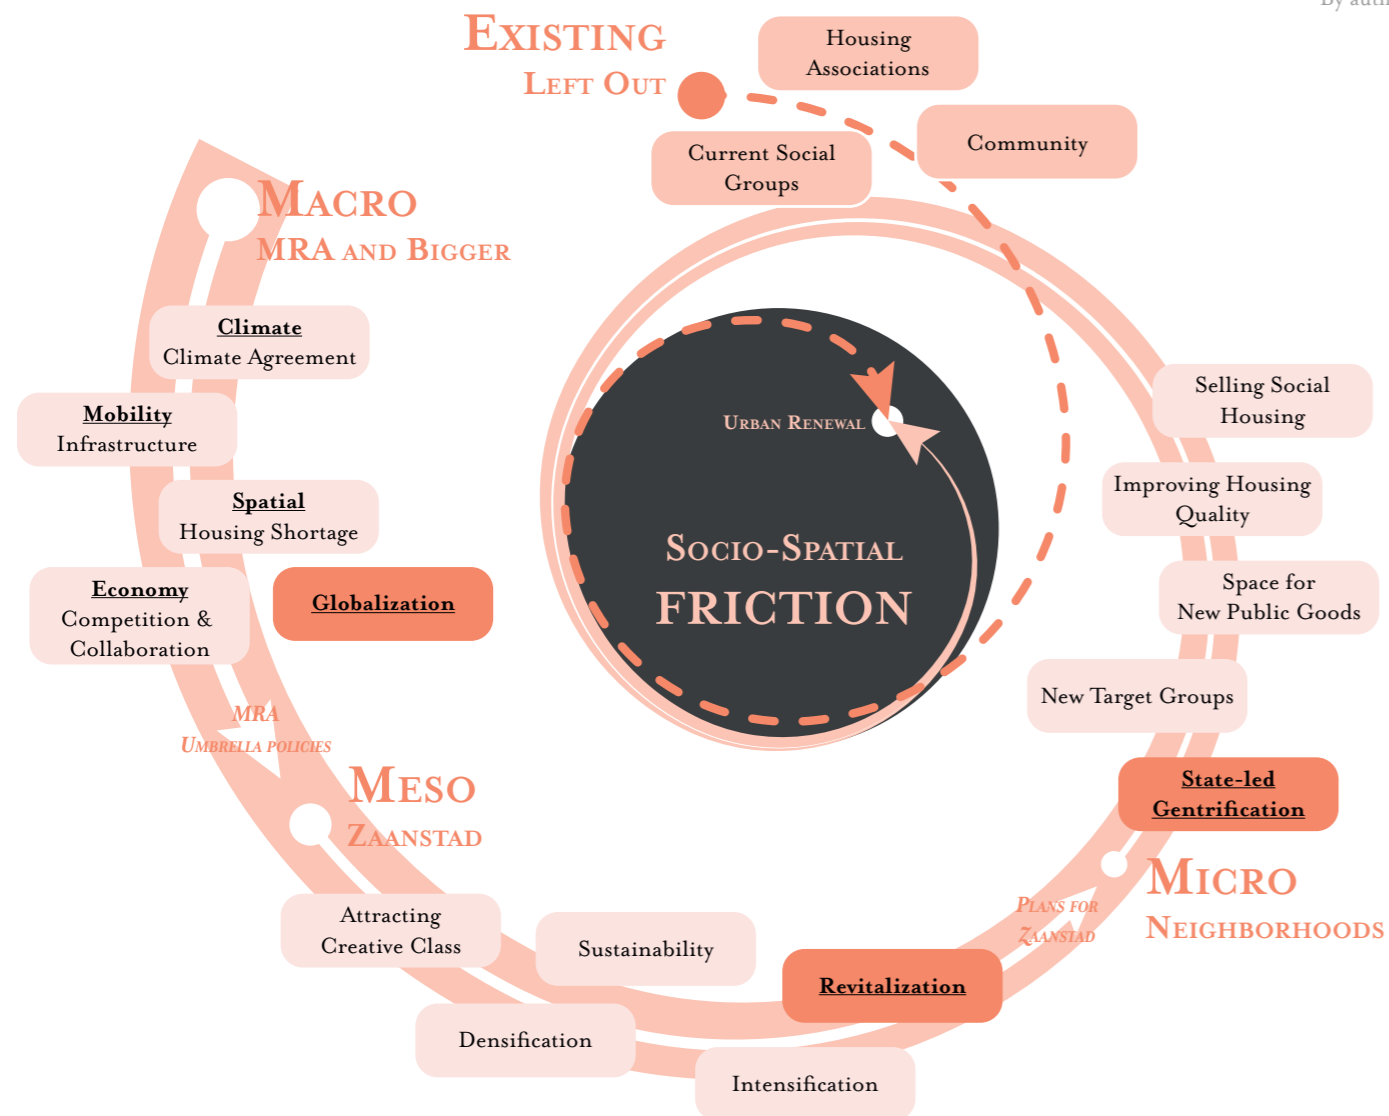 By auth
EXISTING
LEFT OUT
Housing
Associations
Community
Current Social
Groups
MACRO
MRA AND BIGGER
Climate
Climate Agreement
Mobility
Infrastructure
Spatial
Housing Shortage
Economy
Competition &
Collaboration
Globalization
MRA
UMBRELLA POLICIES
MESO
ZAANSTAD
Attracting
Creative Class
Sustainability
Densification
Intensification
Revitalization
PLANS FOR
ZAANSTAD
MICRO
NEIGHBORHOODS
State-led
Gentrification
New Target Groups
Space for
New Public Goods
Improving Housing
Quality
Selling Social
Housing
URBAN RENEWAL
SOCIO-SPATIAL
FRICTION